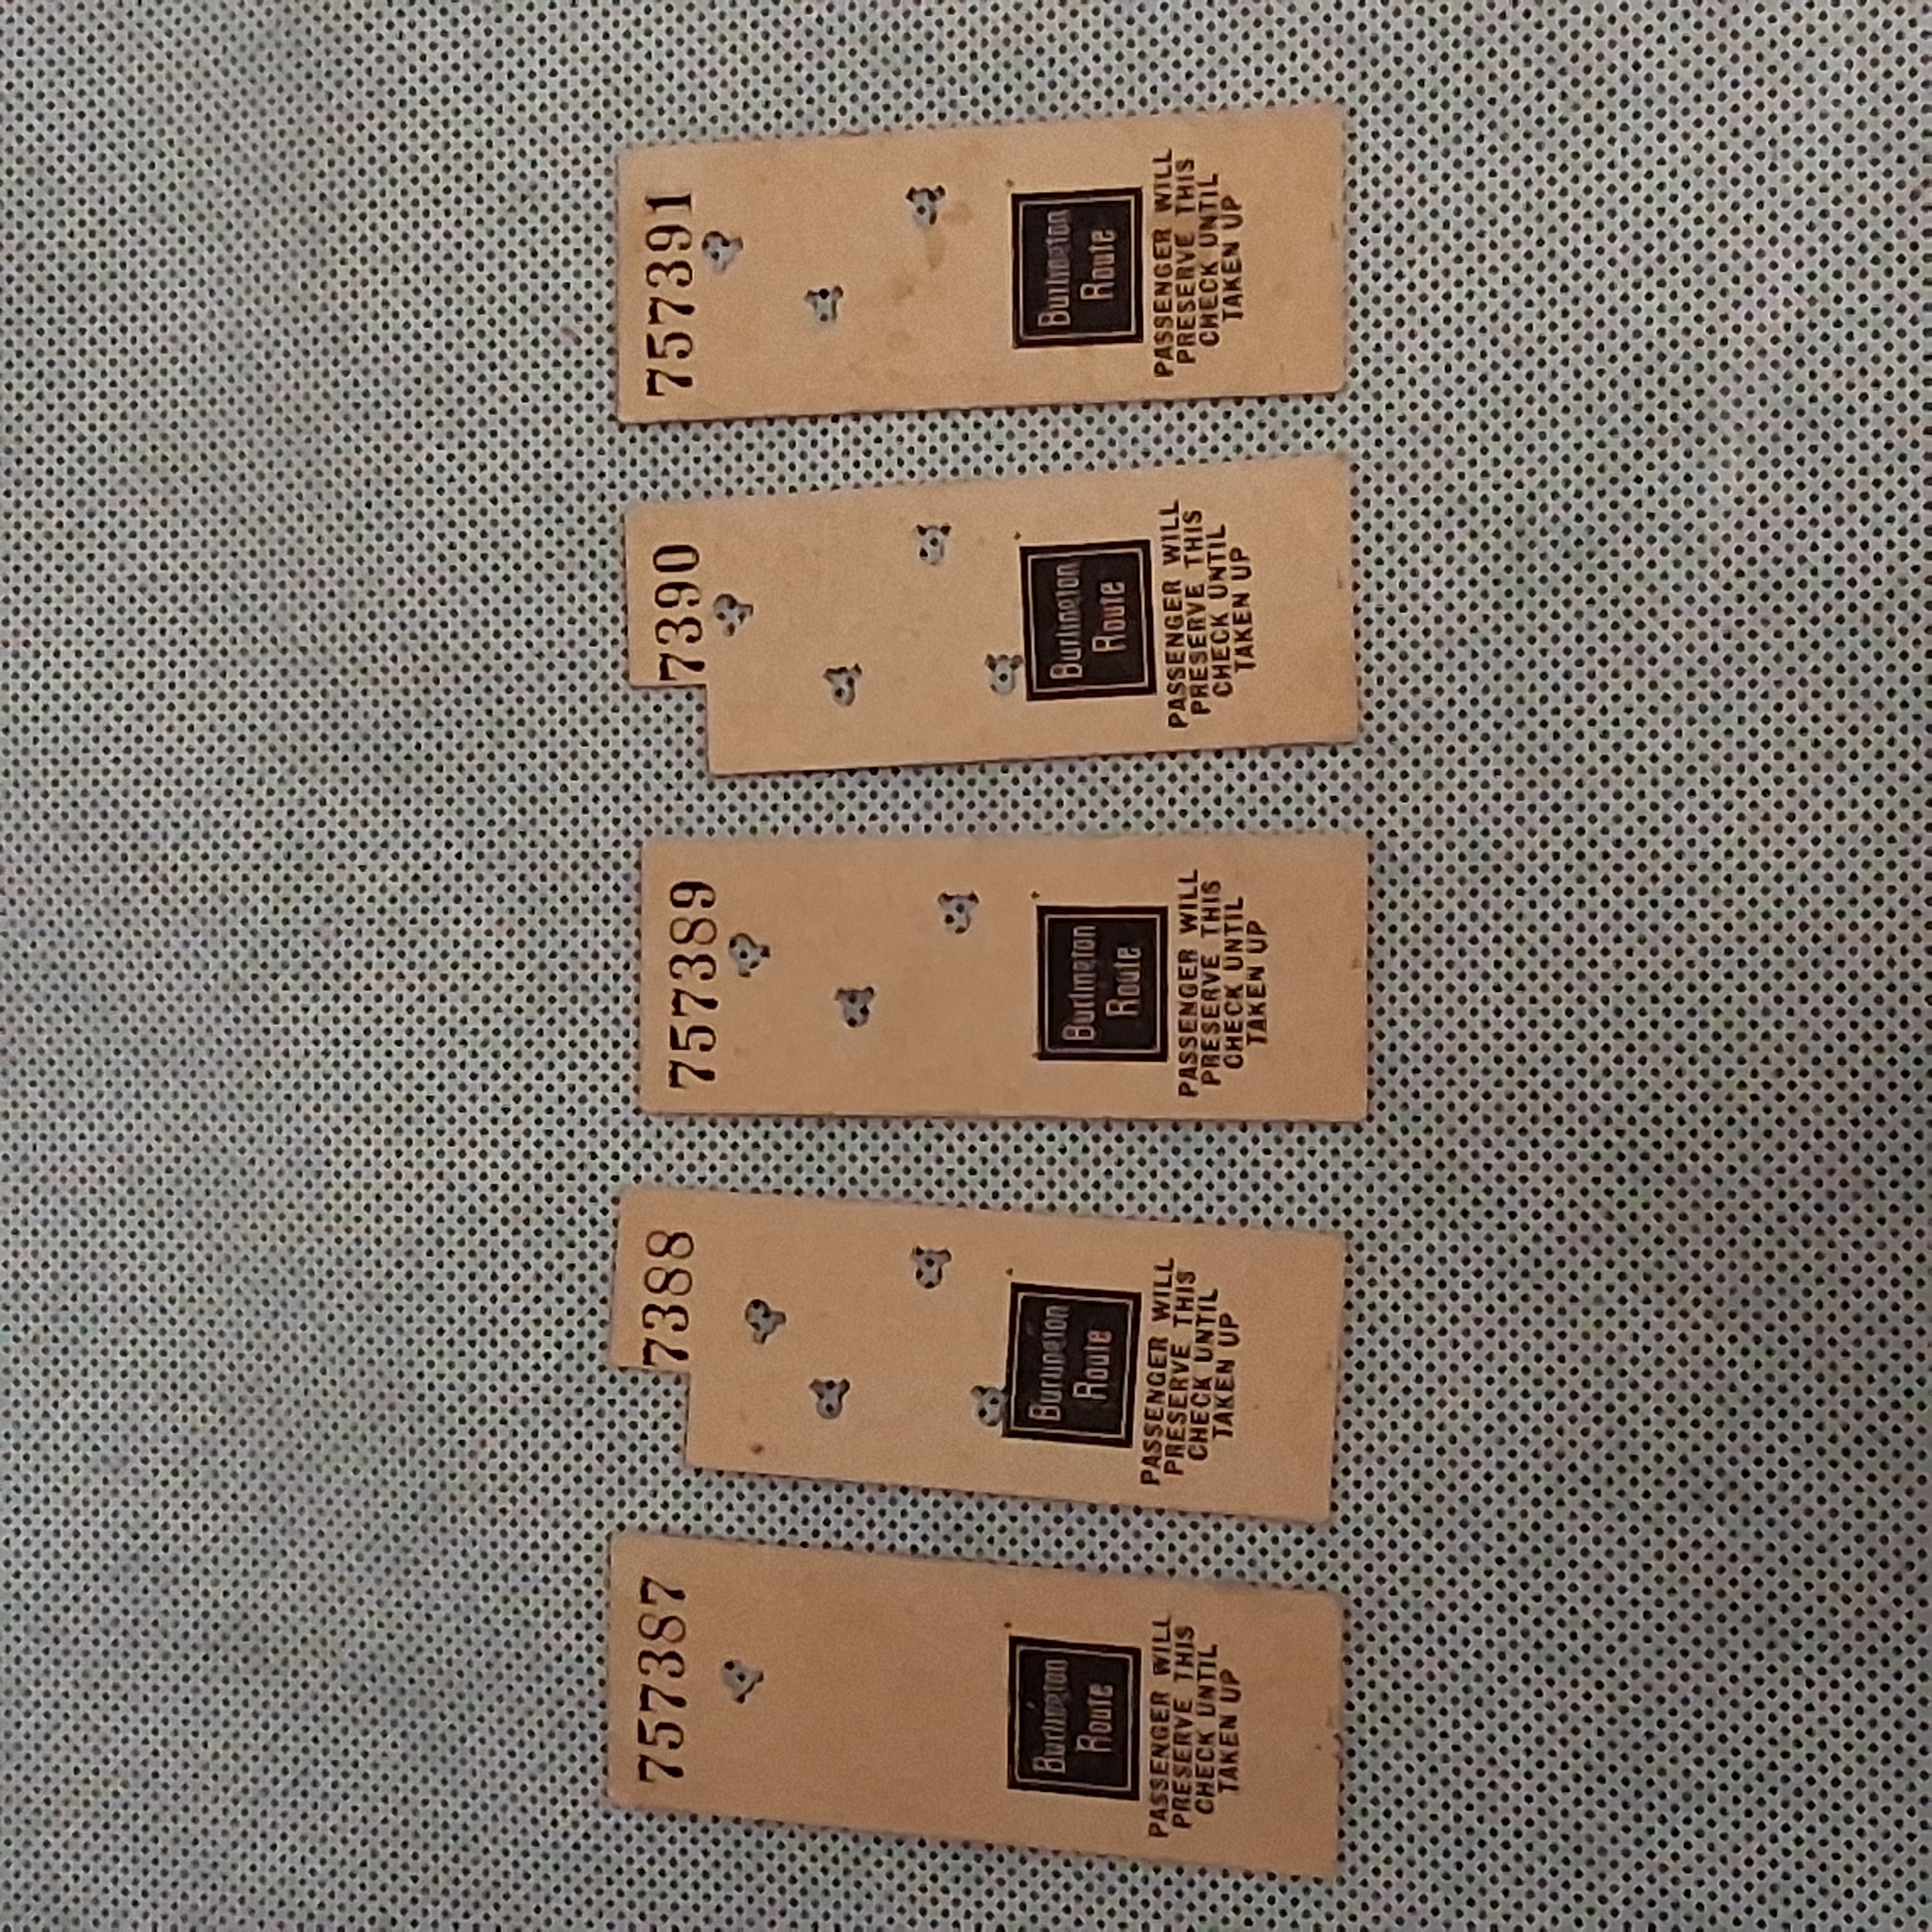 757387
Burlington
Route
PASSENGER WILL
PRESERVE THIS
CHECK UNTIL
TAKEN UP
7388
Burlington
Route
PASSENGER WILL
PRESERVE THIS
CHECK UNTIL
TAKEN UP
757389
Burlington
Route
PASSENGER WILL
PRESERVE THIS
CHECK UNTIL
TAKEN UP
7390
Burlington
Route
PASSENGER WILL
PRESERVE THIS
CHECK UNTIL
TAKEN UP
757391
Burlington
Route
PASSENGER WILL
PRESERVE THIS
CHECK UNTIL
TAKEN UP